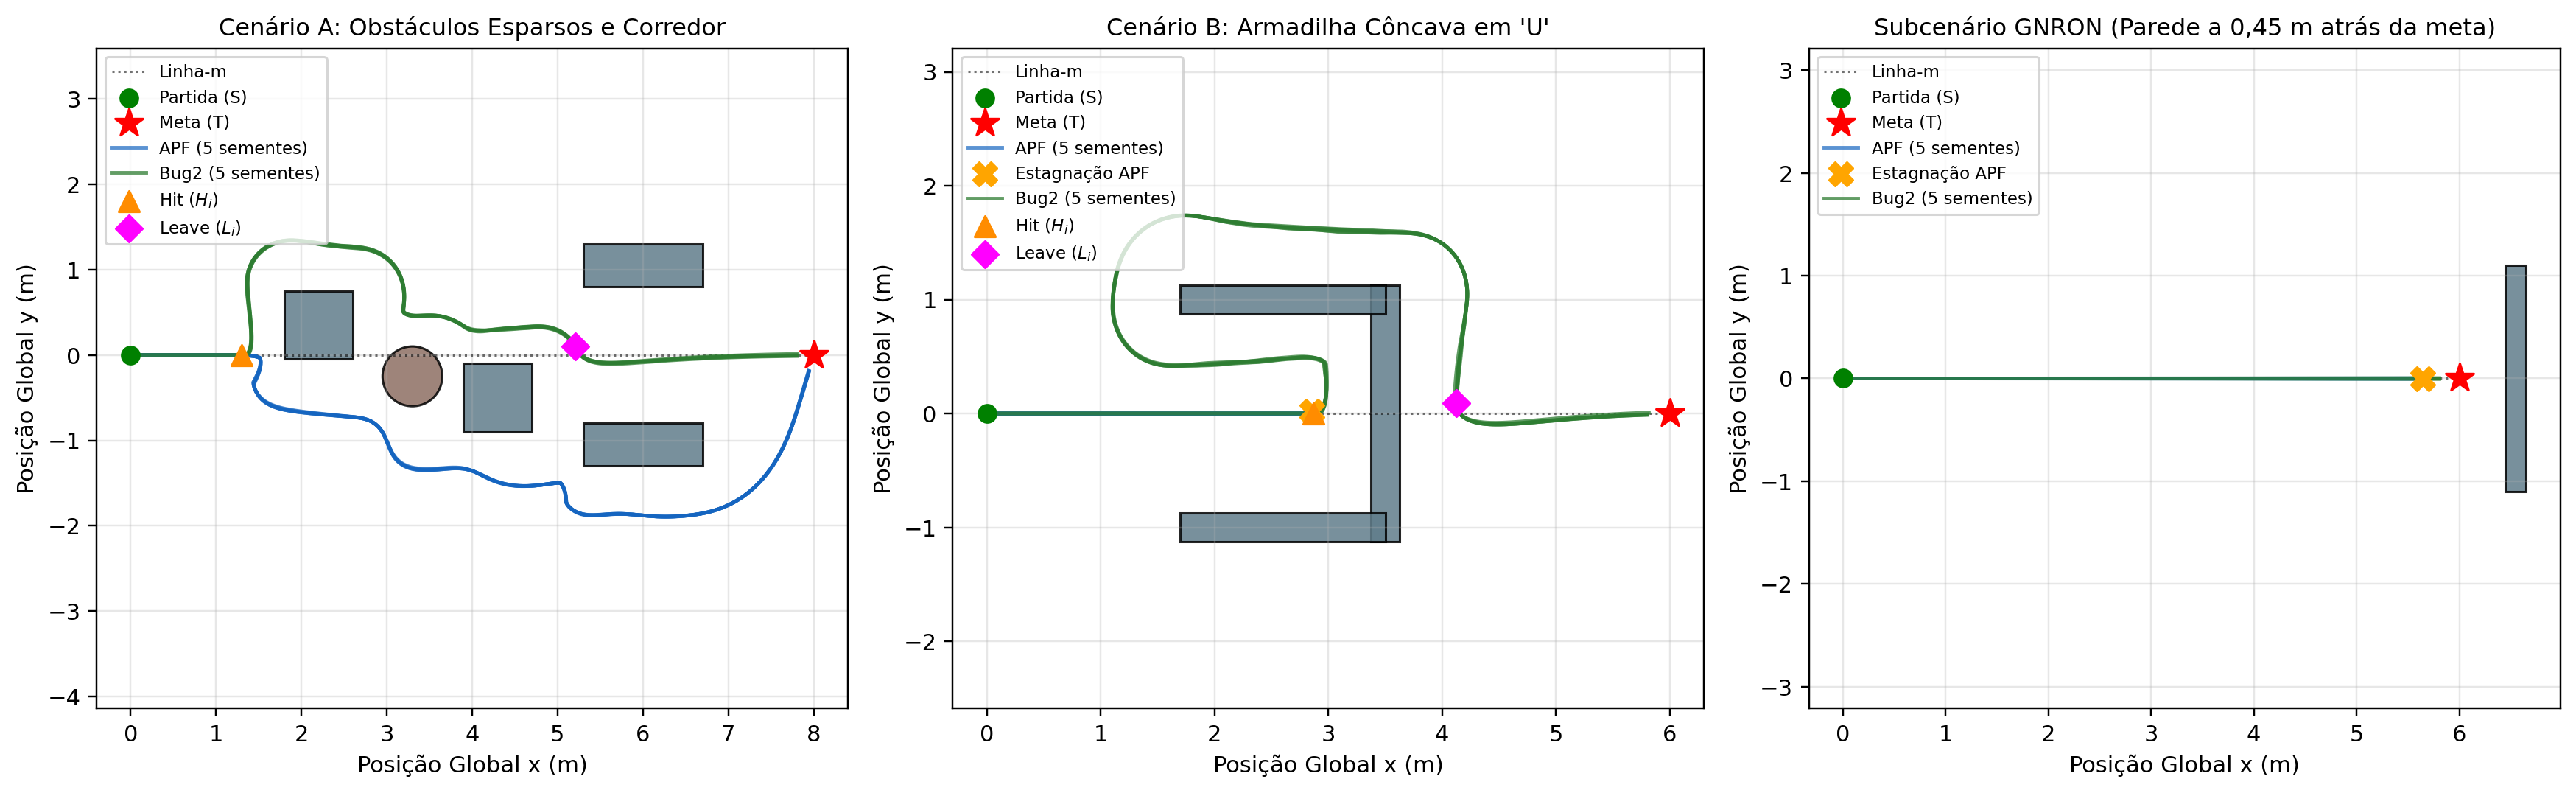 Cenário A: Obstáculos Esparsos e Corredor
Linha-m
Partida (S)
Meta (T)
APF (5 sementes)
Bug2 (5 sementes)
Hit (Hᵢ)
Leave (Lᵢ)
3
2
1
0
−1
−2
−3
−4
Posição Global y (m)
0
1
2
3
4
5
6
7
8
Posição Global x (m)
Cenário B: Armadilha Côncava em 'U'
Linha-m
Partida (S)
Meta (T)
APF (5 sementes)
Estagnação APF
Bug2 (5 sementes)
Hit (Hᵢ)
Leave (Lᵢ)
3
2
1
0
−1
−2
Posição Global y (m)
0
1
2
3
4
5
6
Posição Global x (m)
Subcenário GNRON (Parede a 0,45 m atrás da meta)
Linha-m
Partida (S)
Meta (T)
APF (5 sementes)
Estagnação APF
Bug2 (5 sementes)
3
2
1
0
−1
−2
−3
Posição Global y (m)
0
1
2
3
4
5
6
Posição Global x (m)